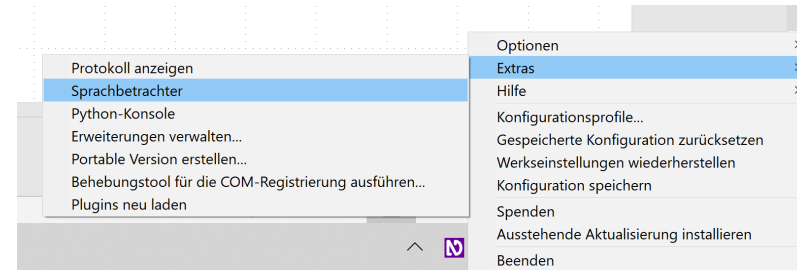 Protokoll anzeigen
Sprachbetrachter
Python-Konsole
Erweiterungen verwalten...
Portable Version erstellen...
Behebungstool für die COM-Registrierung ausführen...
Plugins neu laden
Optionen
Extras
Hilfe
Konfigurationsprofile...
Gespeicherte Konfiguration zurücksetzen
Werkseinstellungen wiederherstellen
Konfiguration speichern
Spenden
Ausstehende Aktualisierung installieren
Beenden